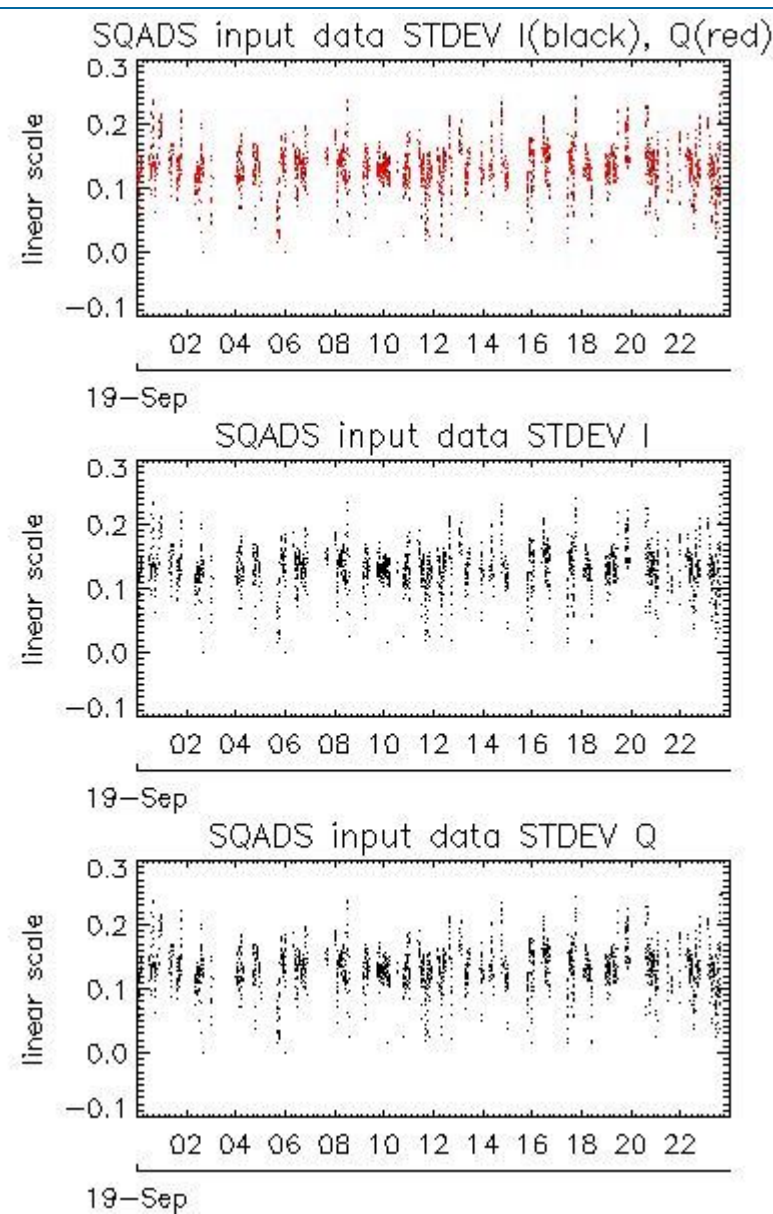 SQADS input data STDEV I(black), Q(red)
0.3
0.2
0.1
0.0
−0.1
linear scale
02 04 06 08 10 12 14 16 18 20 22
19−Sep
SQADS input data STDEV I
0.3
0.2
0.1
0.0
−0.1
linear scale
02 04 06 08 10 12 14 16 18 20 22
19−Sep
SQADS input data STDEV Q
0.3
0.2
0.1
0.0
−0.1
linear scale
02 04 06 08 10 12 14 16 18 20 22
19−Sep